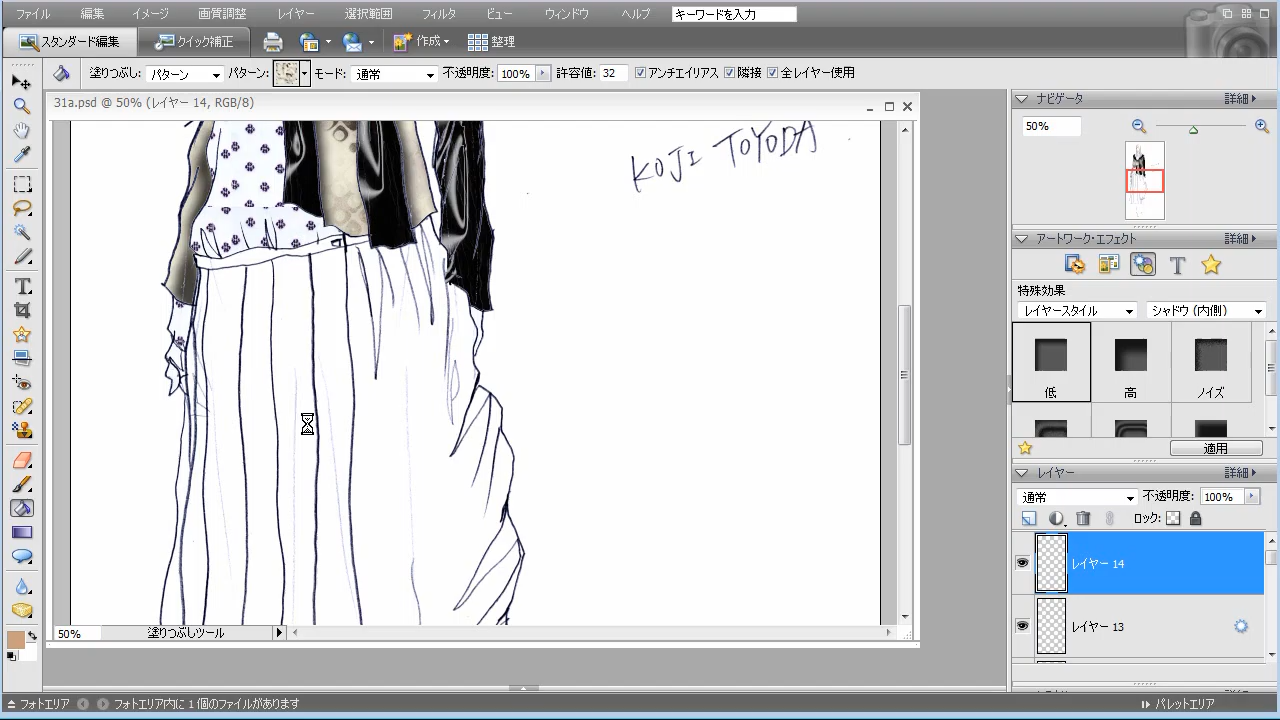 ファイル 編集 イメージ 画質調整 レイヤー 選択範囲 フィルタ ビュー ウィンドウ ヘルプ キーワードを入力
スタンダード編集 クイック補正 作成 整理
塗りつぶし: パターン パターン: モード: 通常 不透明度: 100% 許容値: 32 アンチエイリアス 隣接 全レイヤー使用
31a.psd @ 50% (レイヤー 14, RGB/8)
KOJI TOYODA
50% 塗りつぶしツール
ナビゲータ 詳細
50%
アートワーク・エフェクト 詳細
特殊効果
レイヤースタイル シャドウ (内側)
低 高 ノイズ
適用
レイヤー 詳細
通常 不透明度: 100%
ロック:
レイヤー 14
レイヤー 13
フォトエリア フォトエリア内に 1 個のファイルがあります パレットエリア